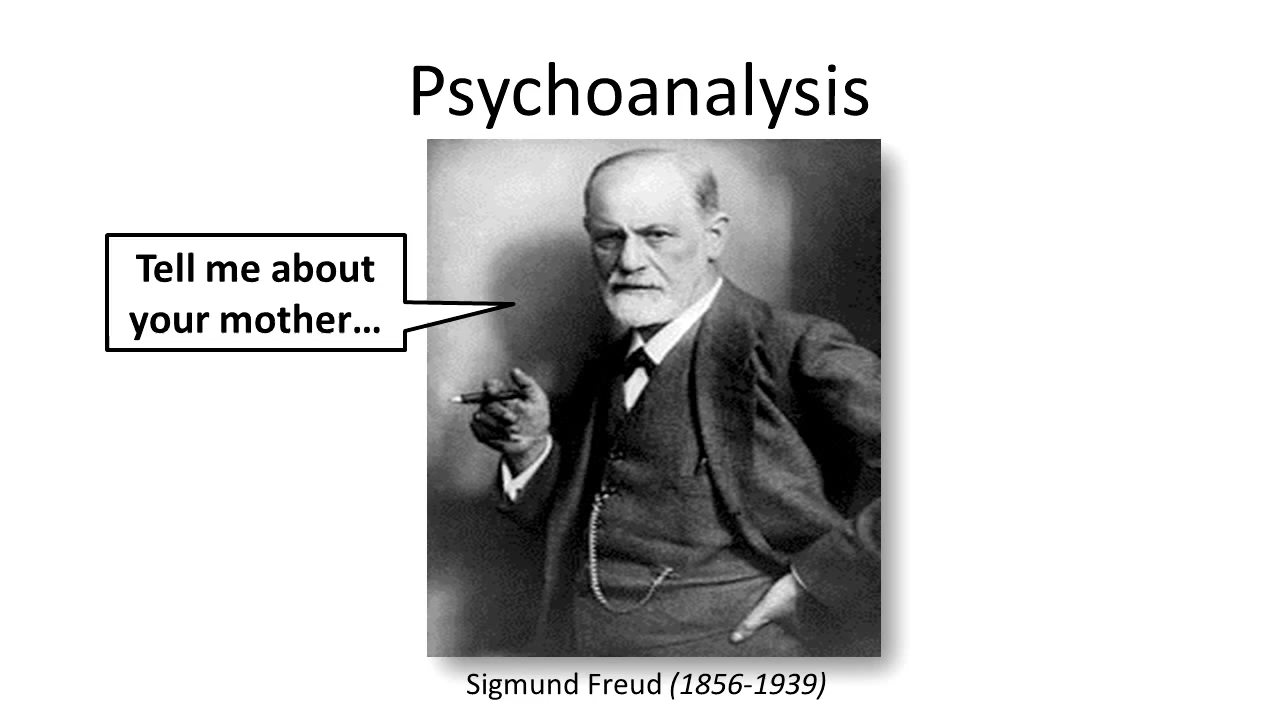 Psychoanalysis
Tell me about
your mother...
Sigmund Freud (1856-1939)